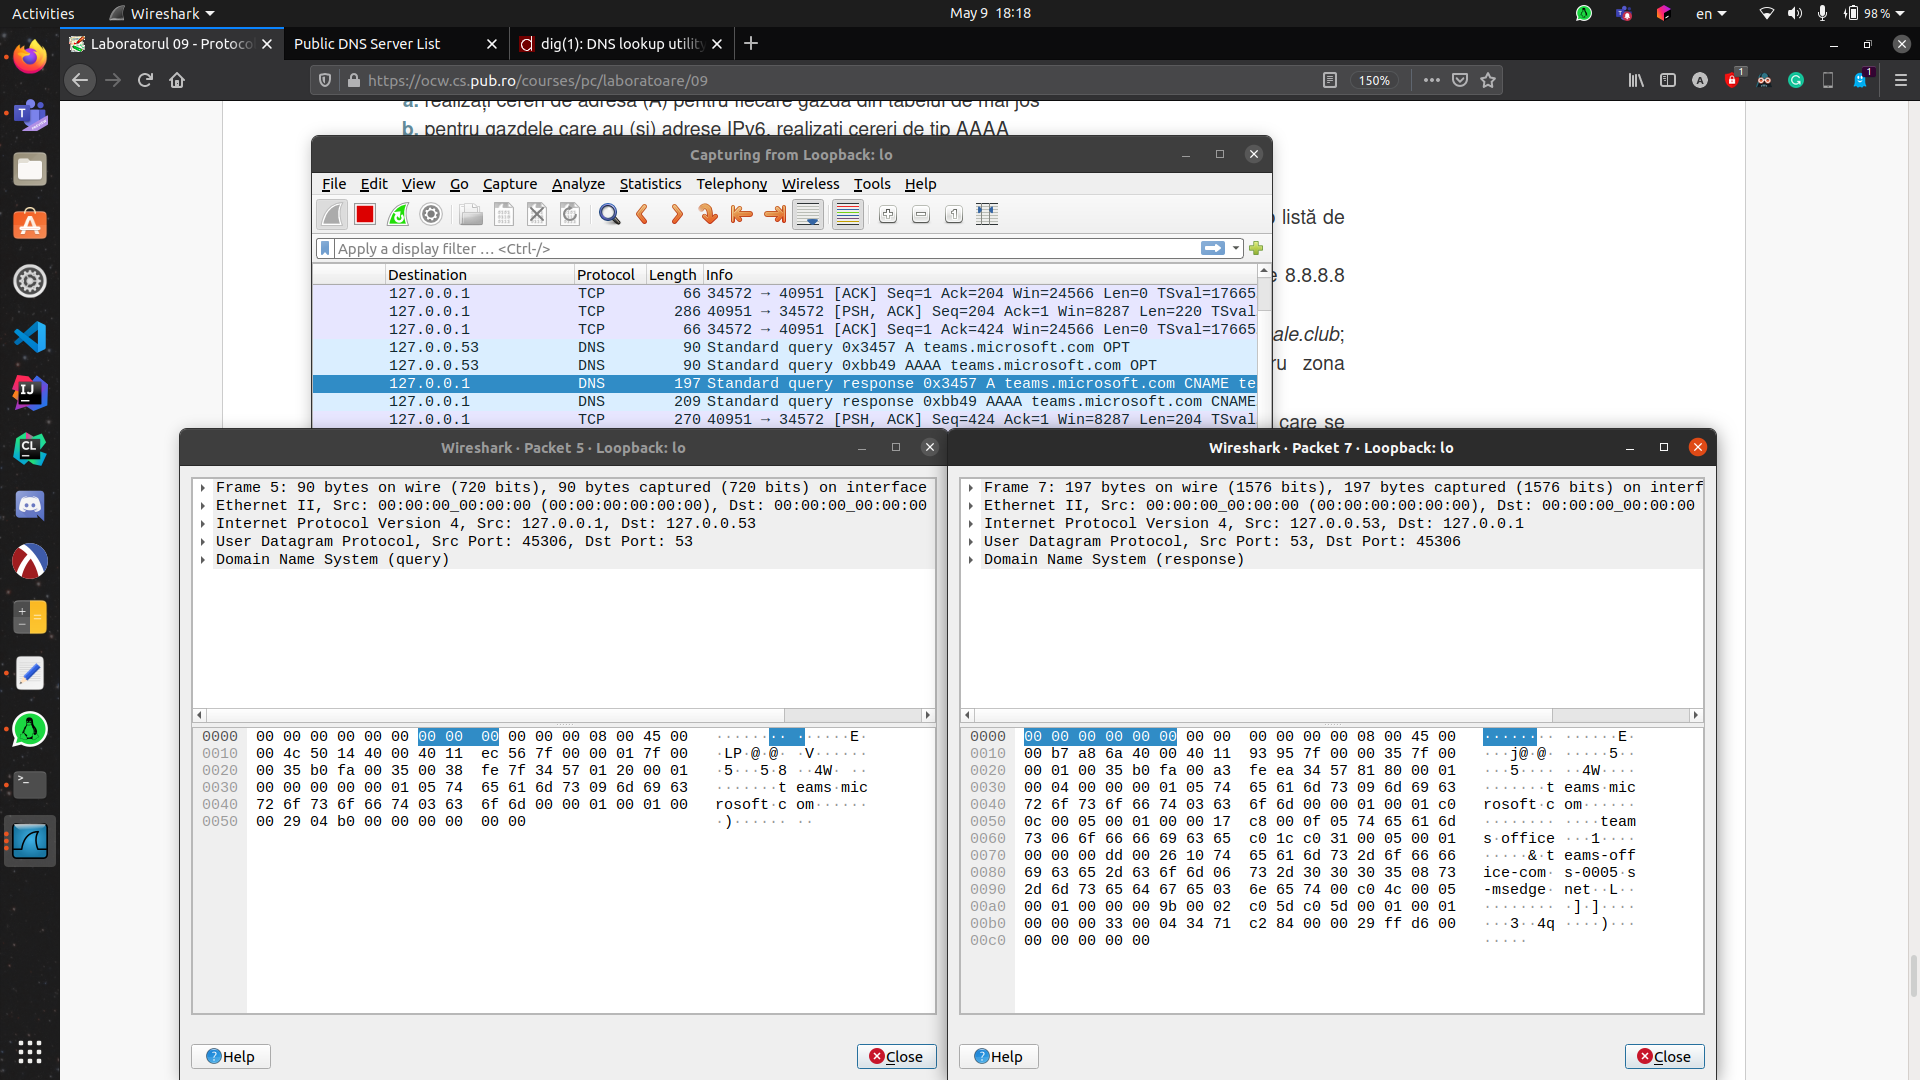 Activities
Wireshark
May 9 18:18
en
98 %
Laboratorul 09 - Protoco
Public DNS Server List
dig(1): DNS lookup utility
https://ocw.cs.pub.ro/courses/pc/laboratoare/09
150%
1
1
a. realizați cereri de adresă (A) pentru fiecare gazdă din tabelul de mai jos
b. pentru gazdele care au (și) adrese IPv6, realizați cereri de tip AAAA
listă de
e 8.8.8.8
ale.club;
ru zona
care se
Capturing from Loopback: lo
File Edit View Go Capture Analyze Statistics Telephony Wireless Tools Help
Apply a display filter … <Ctrl-/>
Destination Protocol Length Info
127.0.0.1 TCP 66 34572 → 40951 [ACK] Seq=1 Ack=204 Win=24566 Len=0 TSval=17665
127.0.0.1 TCP 286 40951 → 34572 [PSH, ACK] Seq=204 Ack=1 Win=8287 Len=220 TSval
127.0.0.1 TCP 66 34572 → 40951 [ACK] Seq=1 Ack=424 Win=24566 Len=0 TSval=17665
127.0.0.53 DNS 90 Standard query 0x3457 A teams.microsoft.com OPT
127.0.0.53 DNS 90 Standard query 0xbb49 AAAA teams.microsoft.com OPT
127.0.0.1 DNS 197 Standard query response 0x3457 A teams.microsoft.com CNAME te
127.0.0.1 DNS 209 Standard query response 0xbb49 AAAA teams.microsoft.com CNAME
127.0.0.1 TCP 270 40951 → 34572 [PSH, ACK] Seq=424 Ack=1 Win=8287 Len=204 TSval
Wireshark · Packet 5 · Loopback: lo
Frame 5: 90 bytes on wire (720 bits), 90 bytes captured (720 bits) on interface
Ethernet II, Src: 00:00:00_00:00:00 (00:00:00:00:00:00), Dst: 00:00:00_00:00:00
Internet Protocol Version 4, Src: 127.0.0.1, Dst: 127.0.0.53
User Datagram Protocol, Src Port: 45306, Dst Port: 53
Domain Name System (query)
0000 00 00 00 00 00 00 00 00 00 00 00 00 08 00 45 00 ··············E·
0010 00 4c 50 14 40 00 40 11 ec 56 7f 00 00 01 7f 00 ·LP·@·@· ·V······
0020 00 35 b0 fa 00 35 00 38 fe 7f 34 57 01 20 00 01 ·5···5·8 ··4W· ··
0030 00 00 00 00 00 01 05 74 65 61 6d 73 09 6d 69 63 ·······t eams·mic
0040 72 6f 73 6f 66 74 03 63 6f 6d 00 00 01 00 01 00 rosoft·c om······
0050 00 29 04 b0 00 00 00 00 00 00 ·)······ ··
Help
Close
Wireshark · Packet 7 · Loopback: lo
Frame 7: 197 bytes on wire (1576 bits), 197 bytes captured (1576 bits) on interf
Ethernet II, Src: 00:00:00_00:00:00 (00:00:00:00:00:00), Dst: 00:00:00_00:00:00
Internet Protocol Version 4, Src: 127.0.0.53, Dst: 127.0.0.1
User Datagram Protocol, Src Port: 53, Dst Port: 45306
Domain Name System (response)
0000 00 00 00 00 00 00 00 00 00 00 00 00 08 00 45 00 ········ ······E·
0010 00 b7 a8 6a 40 00 40 11 93 95 7f 00 00 35 7f 00 ···j@·@· ·····5··
0020 00 01 00 35 b0 fa 00 a3 fe ea 34 57 81 80 00 01 ···5···· ··4W····
0030 00 04 00 00 00 01 05 74 65 61 6d 73 09 6d 69 63 ·······t eams·mic
0040 72 6f 73 6f 66 74 03 63 6f 6d 00 00 01 00 01 c0 rosoft·c om······
0050 0c 00 05 00 01 00 00 17 c8 00 0f 05 74 65 61 6d ········ ····team
0060 73 06 6f 66 66 69 63 65 c0 1c c0 31 00 05 00 01 s·office ···1····
0070 00 00 00 dd 00 26 10 74 65 61 6d 73 2d 6f 66 66 ·····&·t eams-off
0080 69 63 65 2d 63 6f 6d 06 73 2d 30 30 30 35 08 73 ice-com· s-0005·s
0090 2d 6d 73 65 64 67 65 03 6e 65 74 00 c0 4c 00 05 -msedge· net··L··
00a0 00 01 00 00 00 9b 00 02 c0 5d c0 5d 00 01 00 01 ········ ·]·]····
00b0 00 00 00 33 00 04 34 71 c2 84 00 00 29 ff d6 00 ···3··4q ····)···
00c0 00 00 00 00 00 ·····
Help
Close